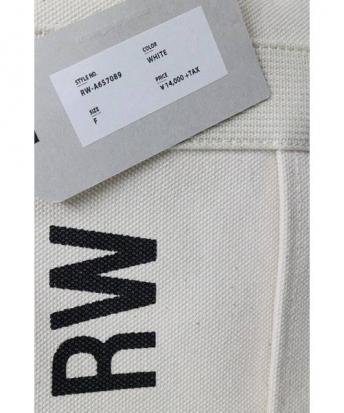 STYLE NO.
RW-A657089
COLOR
WHITE
SIZE
F
PRICE
¥14,000+TAX
RW